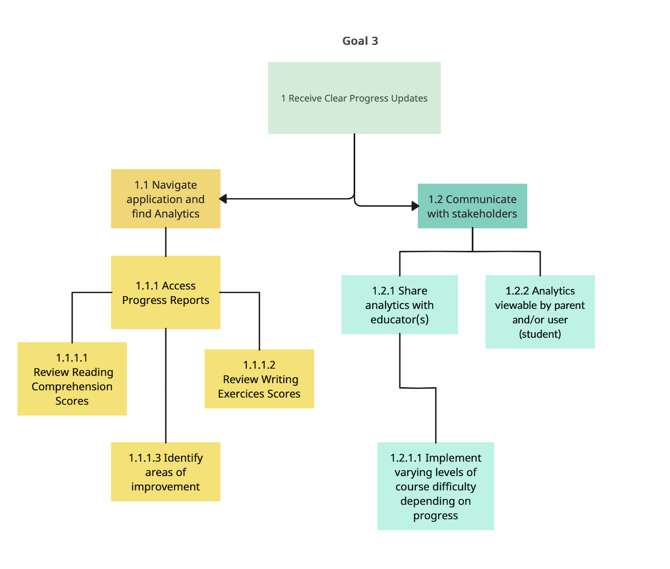 Goal 3
1 Receive Clear Progress Updates
1.1 Navigate
application and
find Analytics
1.2 Communicate
with stakeholders
1.1.1 Access
Progress Reports
1.2.1 Share
analytics with
educator(s)
1.2.2 Analytics
viewable by parent
and/or user
(student)
1.1.1.1
Review Reading
Comprehension
Scores
1.1.1.2
Review Writing
Exercices Scores
1.1.1.3 Identify
areas of
improvement
1.2.1.1 Implement
varying levels of
course difficulty
depending on
progress